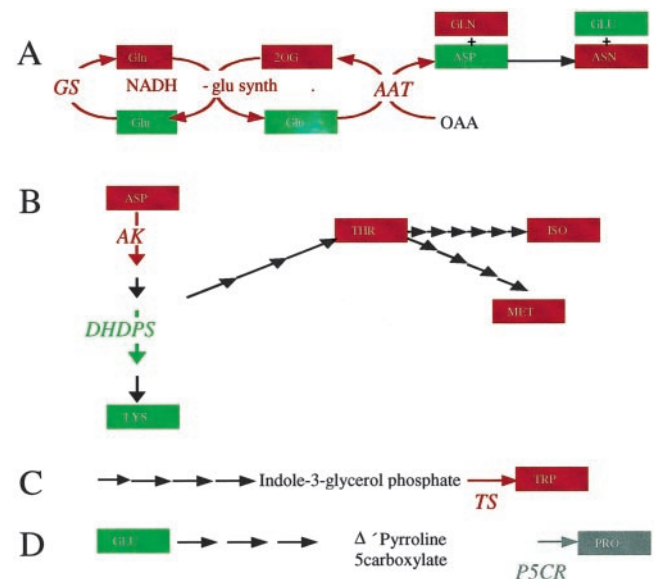 GLN GLU
+ +
A Gln 2OG ASP ASN
GS NADH - glu synth . AAT
Glu Glu OAA
B ASP
AK THR ISO
MET
DHDPS
LYS
C Indole-3-glycerol phosphate TRP
TS
D GLU Δ ´Pyrroline PRO
5carboxylate
P5CR